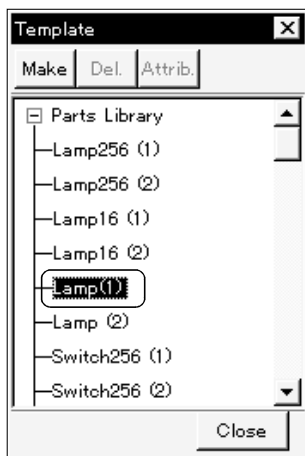 Template
Make Del. Attrib.
Parts Library
Lamp256 (1)
Lamp256 (2)
Lamp16 (1)
Lamp16 (2)
Lamp(1)
Lamp (2)
Switch256 (1)
Switch256 (2)
Close